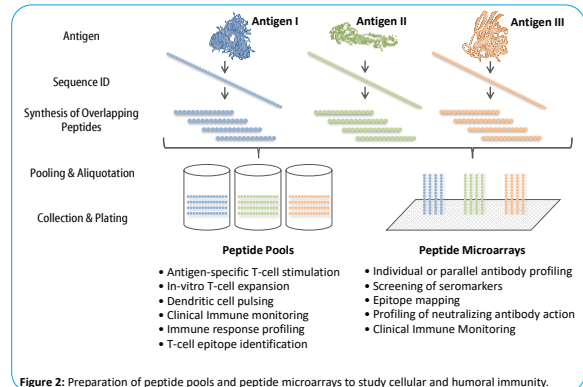 Antigen
Antigen I
Antigen II
Antigen III
Sequence ID
Synthesis of Overlapping
Peptides
Pooling & Aliquotation
Collection & Plating
Peptide Pools
• Antigen-specific T-cell stimulation
• In-vitro T-cell expansion
• Dendritic cell pulsing
• Clinical Immune monitoring
• Immune response profiling
• T-cell epitope identification
Peptide Microarrays
• Individual or parallel antibody profiling
• Screening of seromarkers
• Epitope mapping
• Profiling of neutralizing antibody action
• Clinical Immune Monitoring
Figure 2: Preparation of peptide pools and peptide microarrays to study cellular and humoral immunity.